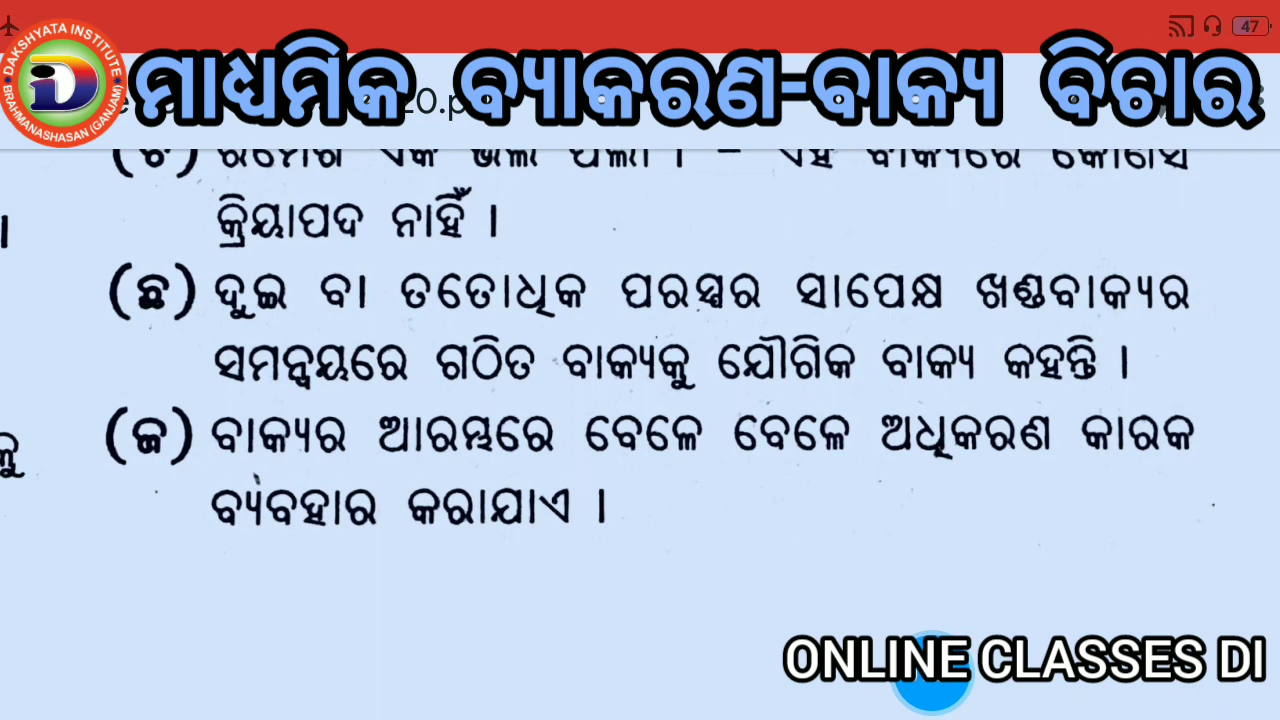 47
DAKSHYATA INSTITUTE
BRAHMANASHASAN (GANJAM)
ମାଧ୍ୟମିକ ବ୍ୟାକରଣ-ବାକ୍ୟ ବିଚାର
କ୍ରିୟାପଦ ନାହିଁ ।
(ଛ) ଦୁଇ ବା ତତୋଧିକ ପରସ୍ପର ସାପେକ୍ଷ ଖଣ୍ଡବାକ୍ୟର
ସମନ୍ୱୟରେ ଗଠିତ ବାକ୍ୟକୁ ଯୌଗିକ ବାକ୍ୟ କହନ୍ତି ।
(ଜ) ବାକ୍ୟର ଆରମ୍ଭରେ ବେଳେ ବେଳେ ଅଧିକରଣ କାରକ
ବ୍ୟବହାର କରାଯାଏ ।
ONLINE CLASSES DI